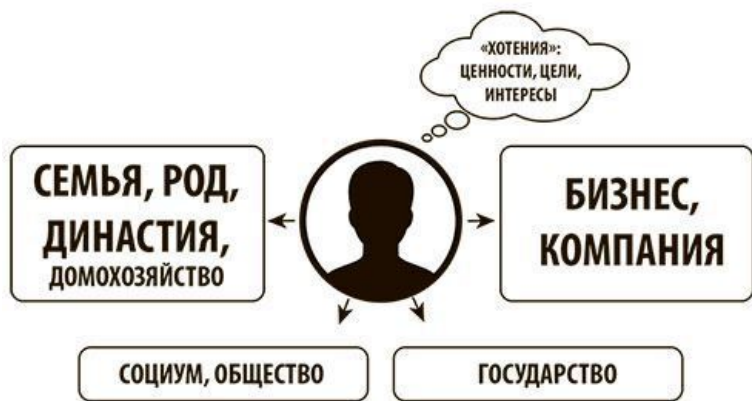 «ХОТЕНИЯ»:
ЦЕННОСТИ, ЦЕЛИ,
ИНТЕРЕСЫ
СЕМЬЯ, РОД,
ДИНАСТИЯ,
ДОМОХОЗЯЙСТВО
БИЗНЕС,
КОМПАНИЯ
СОЦИУМ, ОБЩЕСТВО
ГОСУДАРСТВО